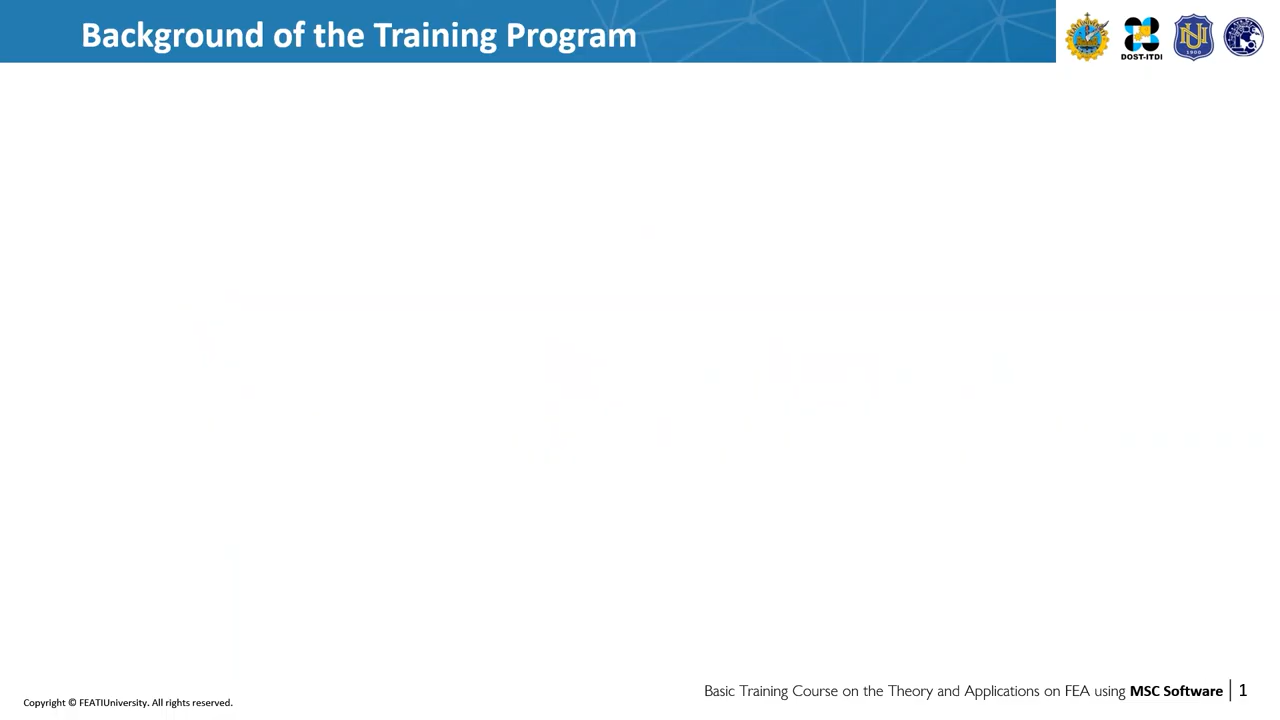 Background of the Training Program
DOST-ITDI
1900
Basic Training Course on the Theory and Applications on FEA using MSC Software | 1
Copyright © FEATIUniversity. All rights reserved.